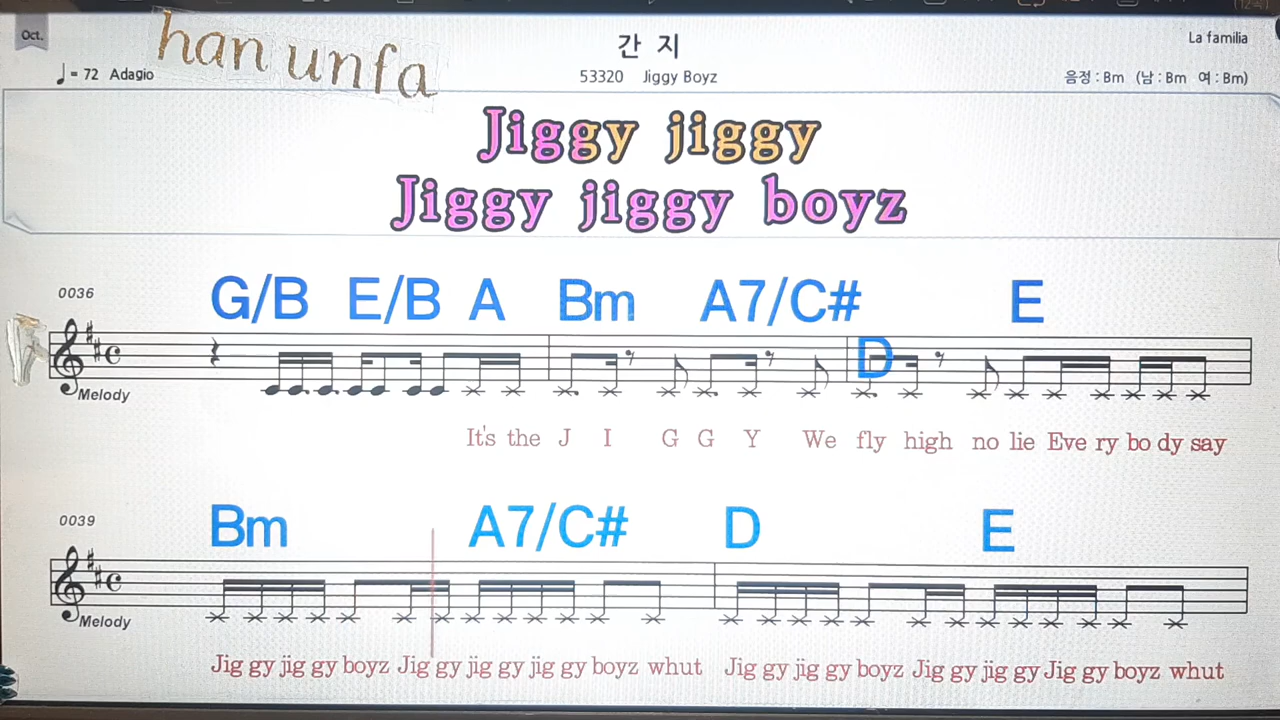 Oct.
han unfa
간 지
La familia
♩= 72 Adagio
53320 Jiggy Boyz
음정 : Bm (남 : Bm 여 : Bm)
Jiggy jiggy
Jiggy jiggy boyz
0036
G/B E/B A Bm A7/C# D E
Melody
It's the J I G G Y We fly high no lie Eve ry bo dy say
0039
Bm A7/C# D E
Melody
Jig gy jig gy boyz Jig gy jig gy jig gy boyz whut Jig gy jig gy boyz Jig gy jig gy Jig gy boyz whut